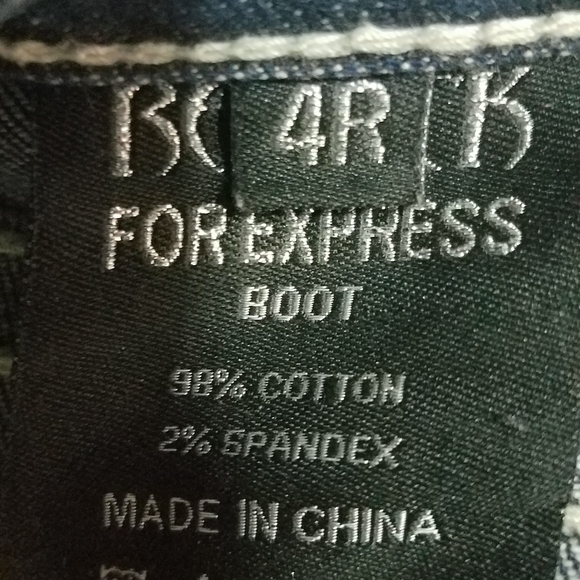 4R
FOR EXPRESS
BOOT
98% COTTON
2% SPANDEX
MADE IN CHINA